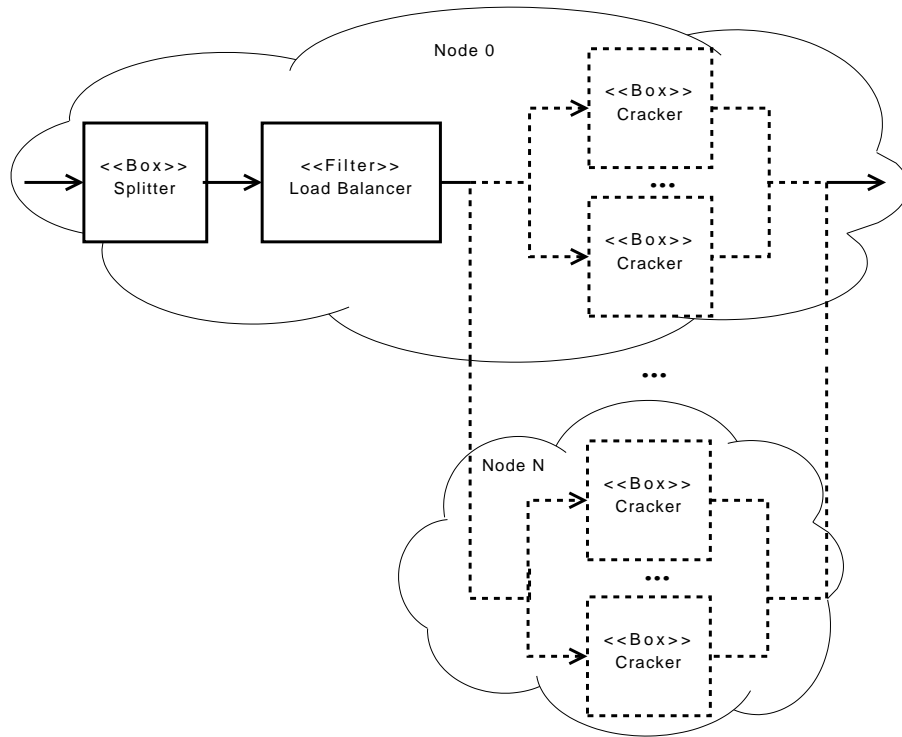 Node 0
<<Box>>
Splitter
<<Filter>>
Load Balancer
<<Box>>
Cracker
...
<<Box>>
Cracker
...
Node N
<<Box>>
Cracker
...
<<Box>>
Cracker